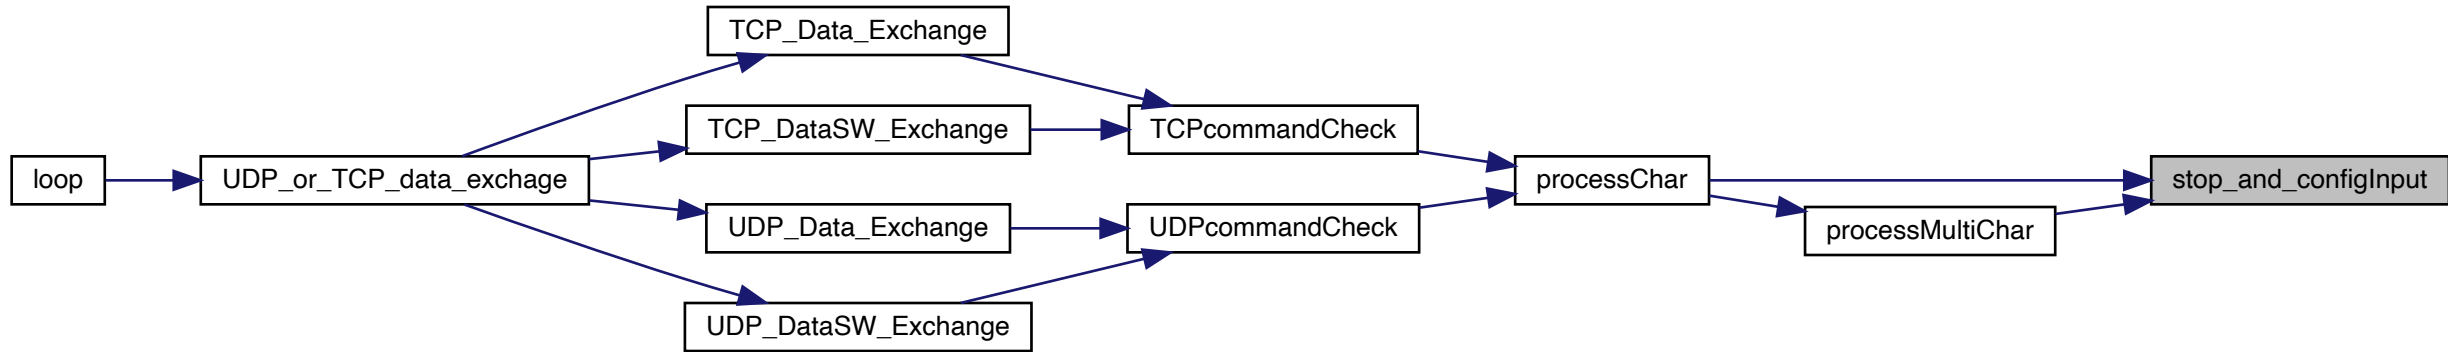 loop
UDP_or_TCP_data_exchage
TCP_Data_Exchange
TCP_DataSW_Exchange
UDP_Data_Exchange
UDP_DataSW_Exchange
TCPcommandCheck
UDPcommandCheck
processChar
processMultiChar
stop_and_configInput